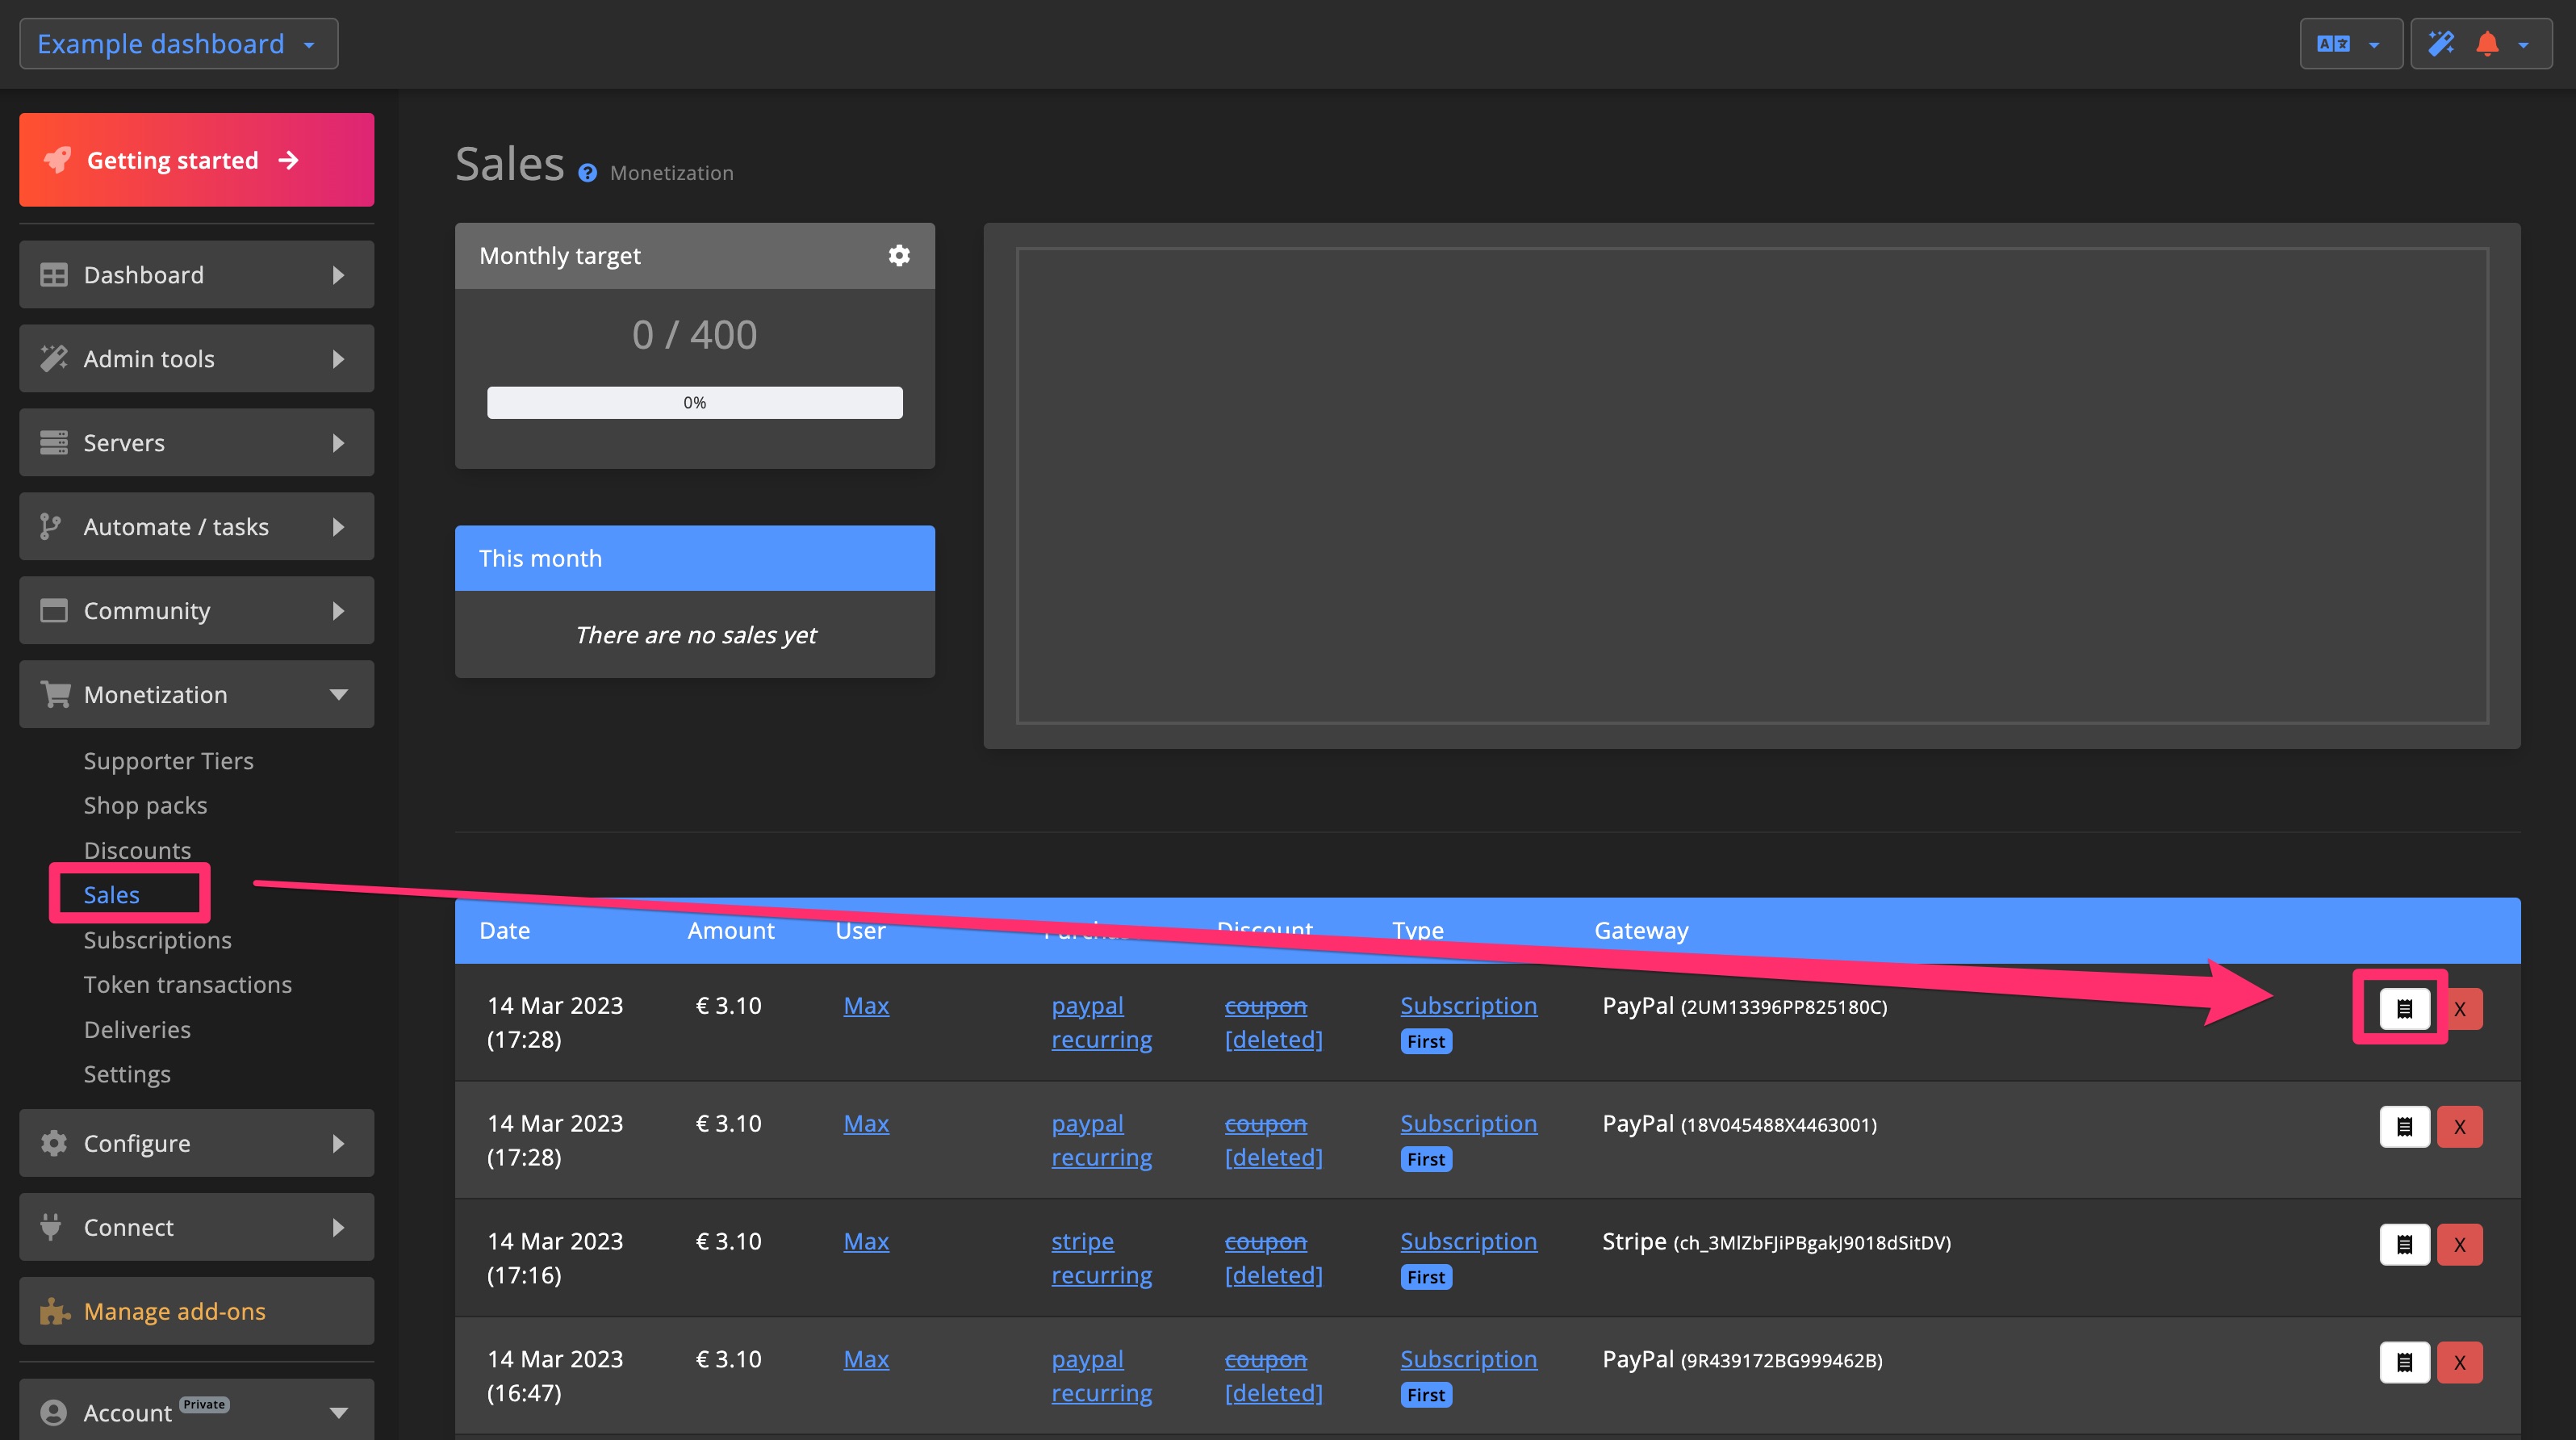 Example dashboard
Getting started
Dashboard
Admin tools
Servers
Automate / tasks
Community
Monetization
Supporter Tiers
Shop packs
Discounts
Sales
Subscriptions
Token transactions
Deliveries
Settings
Configure
Connect
Manage add-ons
Account Private
Sales ? Monetization
Monthly target
0 / 400
0%
This month
There are no sales yet
Date Amount User Discount Type Gateway
14 Mar 2023 € 3.10 Max paypal coupon Subscription PayPal (2UM13396PP825180C) X
(17:28) recurring [deleted] First
14 Mar 2023 € 3.10 Max paypal coupon Subscription PayPal (18V045488X4463001) X
(17:28) recurring [deleted] First
14 Mar 2023 € 3.10 Max stripe coupon Subscription Stripe (ch_3MlZbFJiPBgakJ9018dSitDV) X
(17:16) recurring [deleted] First
14 Mar 2023 € 3.10 Max paypal coupon Subscription PayPal (9R439172BG999462B) X
(16:47) recurring [deleted] First